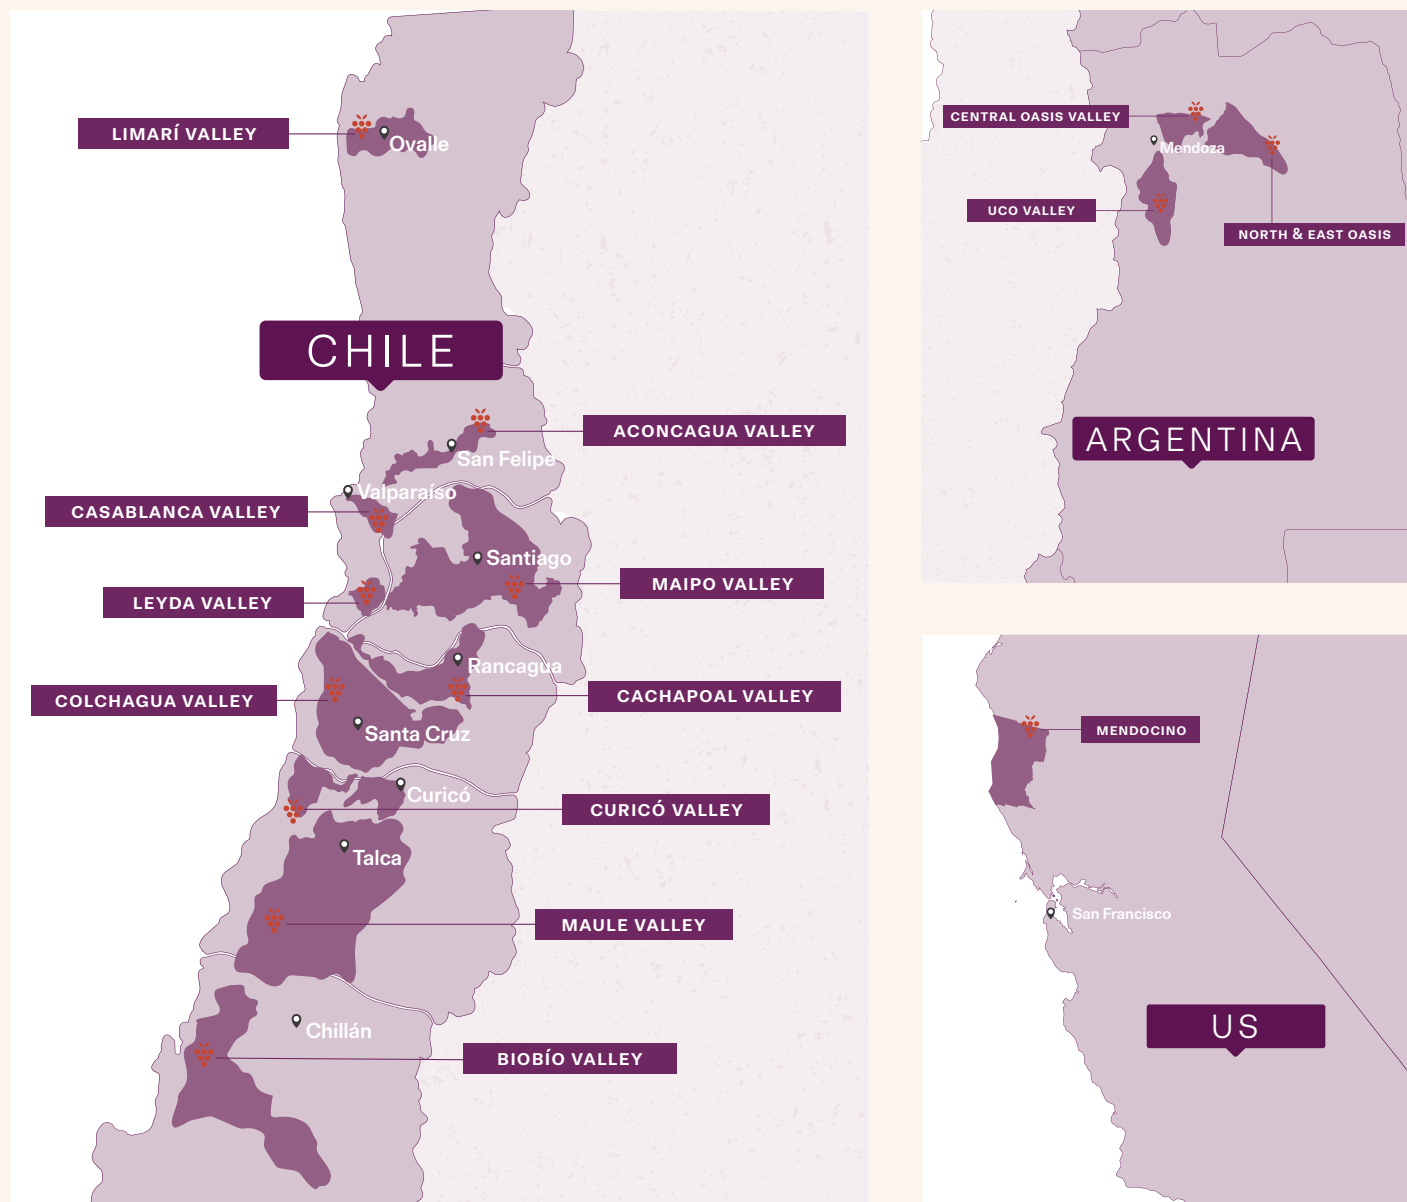 LIMARÍ VALLEY
Ovalle
CHILE
ACONCAGUA VALLEY
San Felipe
Valparaíso
CASABLANCA VALLEY
Santiago
MAIPO VALLEY
LEYDA VALLEY
Rancagua
COLCHAGUA VALLEY
CACHAPOAL VALLEY
Santa Cruz
Curicó
CURICÓ VALLEY
Talca
MAULE VALLEY
Chillán
BIOBÍO VALLEY
CENTRAL OASIS VALLEY
Mendoza
UCO VALLEY
NORTH & EAST OASIS
ARGENTINA
MENDOCINO
San Francisco
US